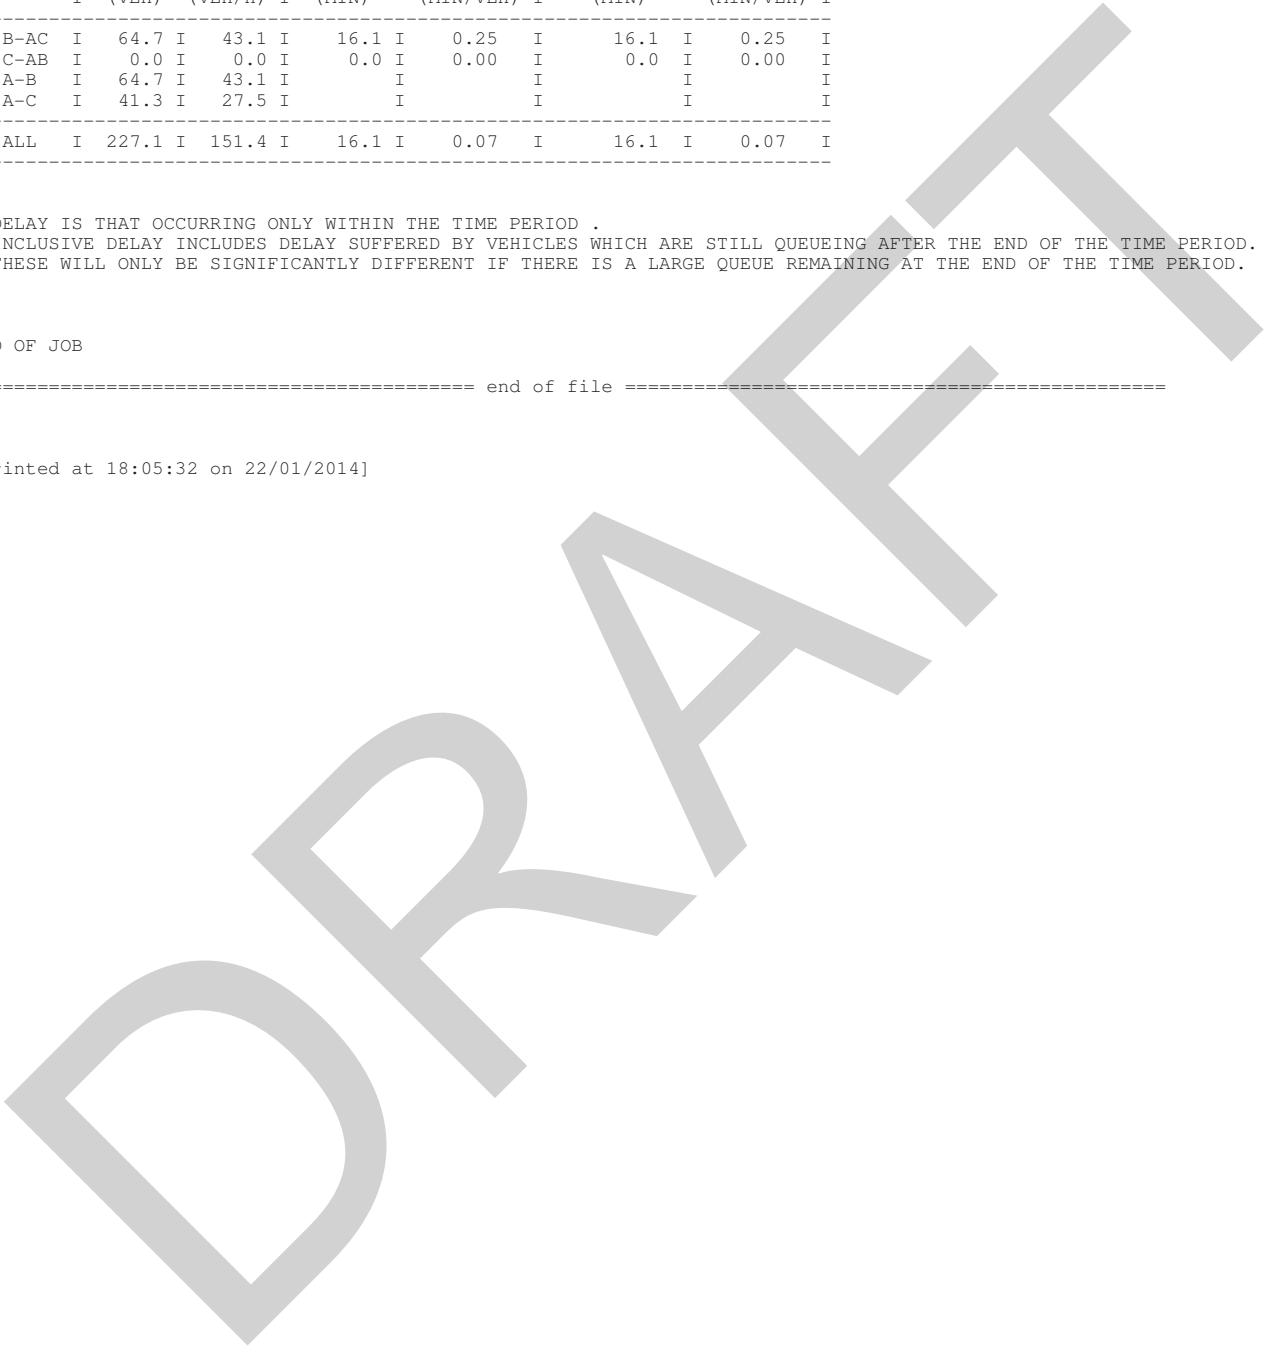 I (VEH) (VEH/H) I (MIN) (MIN/VEH) I (MIN) (MIN/VEH) I
--------------------------------------------------------------------------
B-AC I 64.7 I 43.1 I 16.1 I 0.25 I 16.1 I 0.25 I
C-AB I 0.0 I 0.0 I 0.0 I 0.00 I 0.0 I 0.00 I
A-B I 64.7 I 43.1 I I I I I
A-C I 41.3 I 27.5 I I I I I
--------------------------------------------------------------------------
ALL I 227.1 I 151.4 I 16.1 I 0.07 I 16.1 I 0.07 I
--------------------------------------------------------------------------
DELAY IS THAT OCCURRING ONLY WITHIN THE TIME PERIOD .
INCLUSIVE DELAY INCLUDES DELAY SUFFERED BY VEHICLES WHICH ARE STILL QUEUEING AFTER THE END OF THE TIME PERIOD.
THESE WILL ONLY BE SIGNIFICANTLY DIFFERENT IF THERE IS A LARGE QUEUE REMAINING AT THE END OF THE TIME PERIOD.
OF JOB
========================================= end of file ===============================================
inted at 18:05:32 on 22/01/2014]
DRAFT